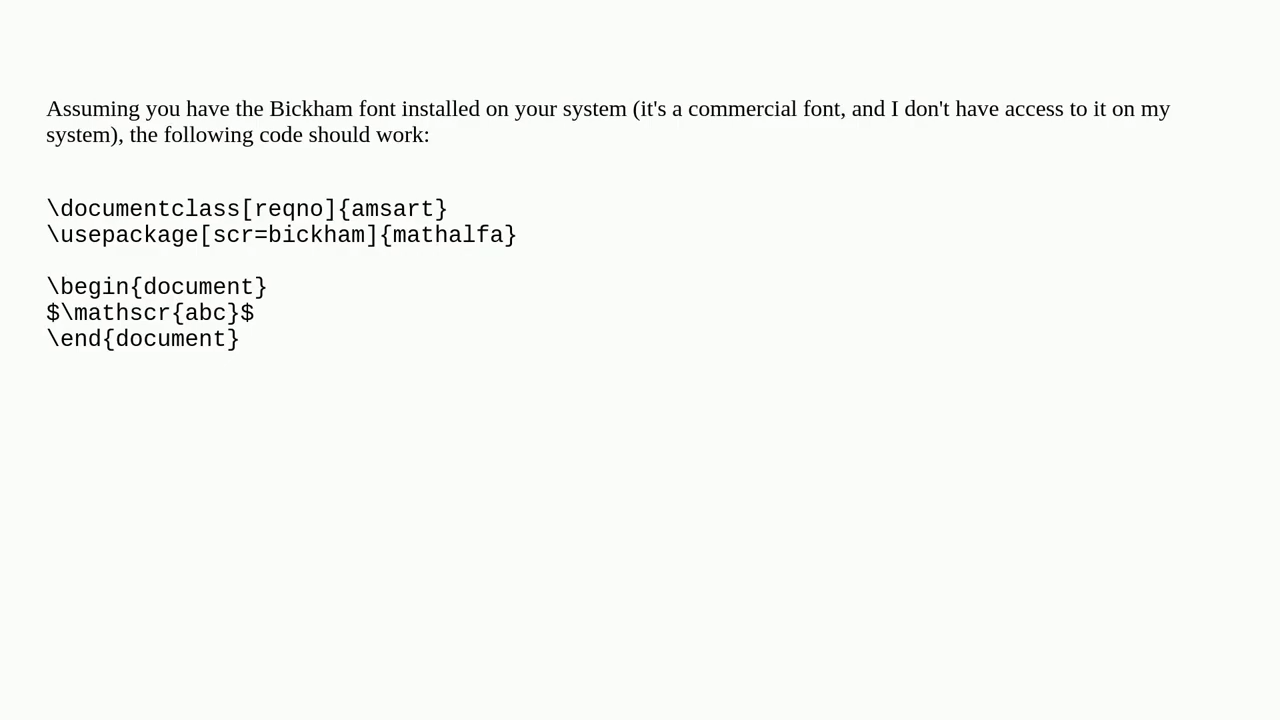 Assuming you have the Bickham font installed on your system (it's a commercial font, and I don't have access to it on my
system), the following code should work:
\documentclass[reqno]{amsart}
\usepackage[scr=bickham]{mathalfa}
\begin{document}
$\mathscr{abc}$
\end{document}